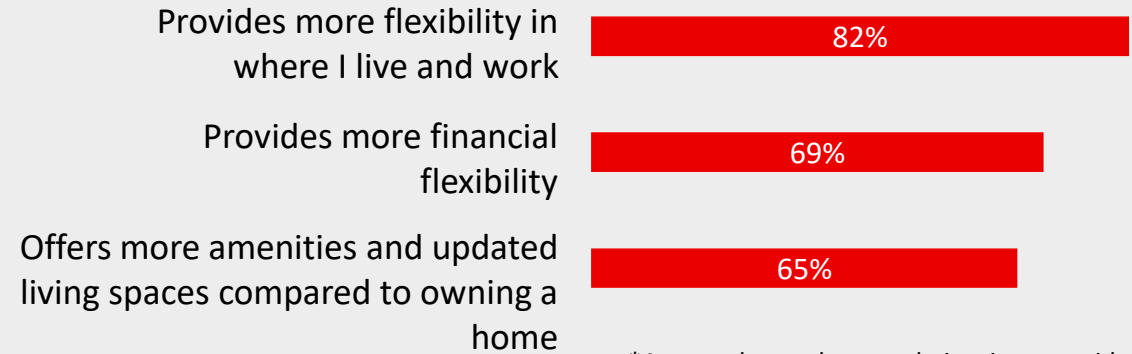 Provides more flexibility in
where I live and work
82%
Provides more financial
flexibility
69%
Offers more amenities and updated
living spaces compared to owning a
home
65%